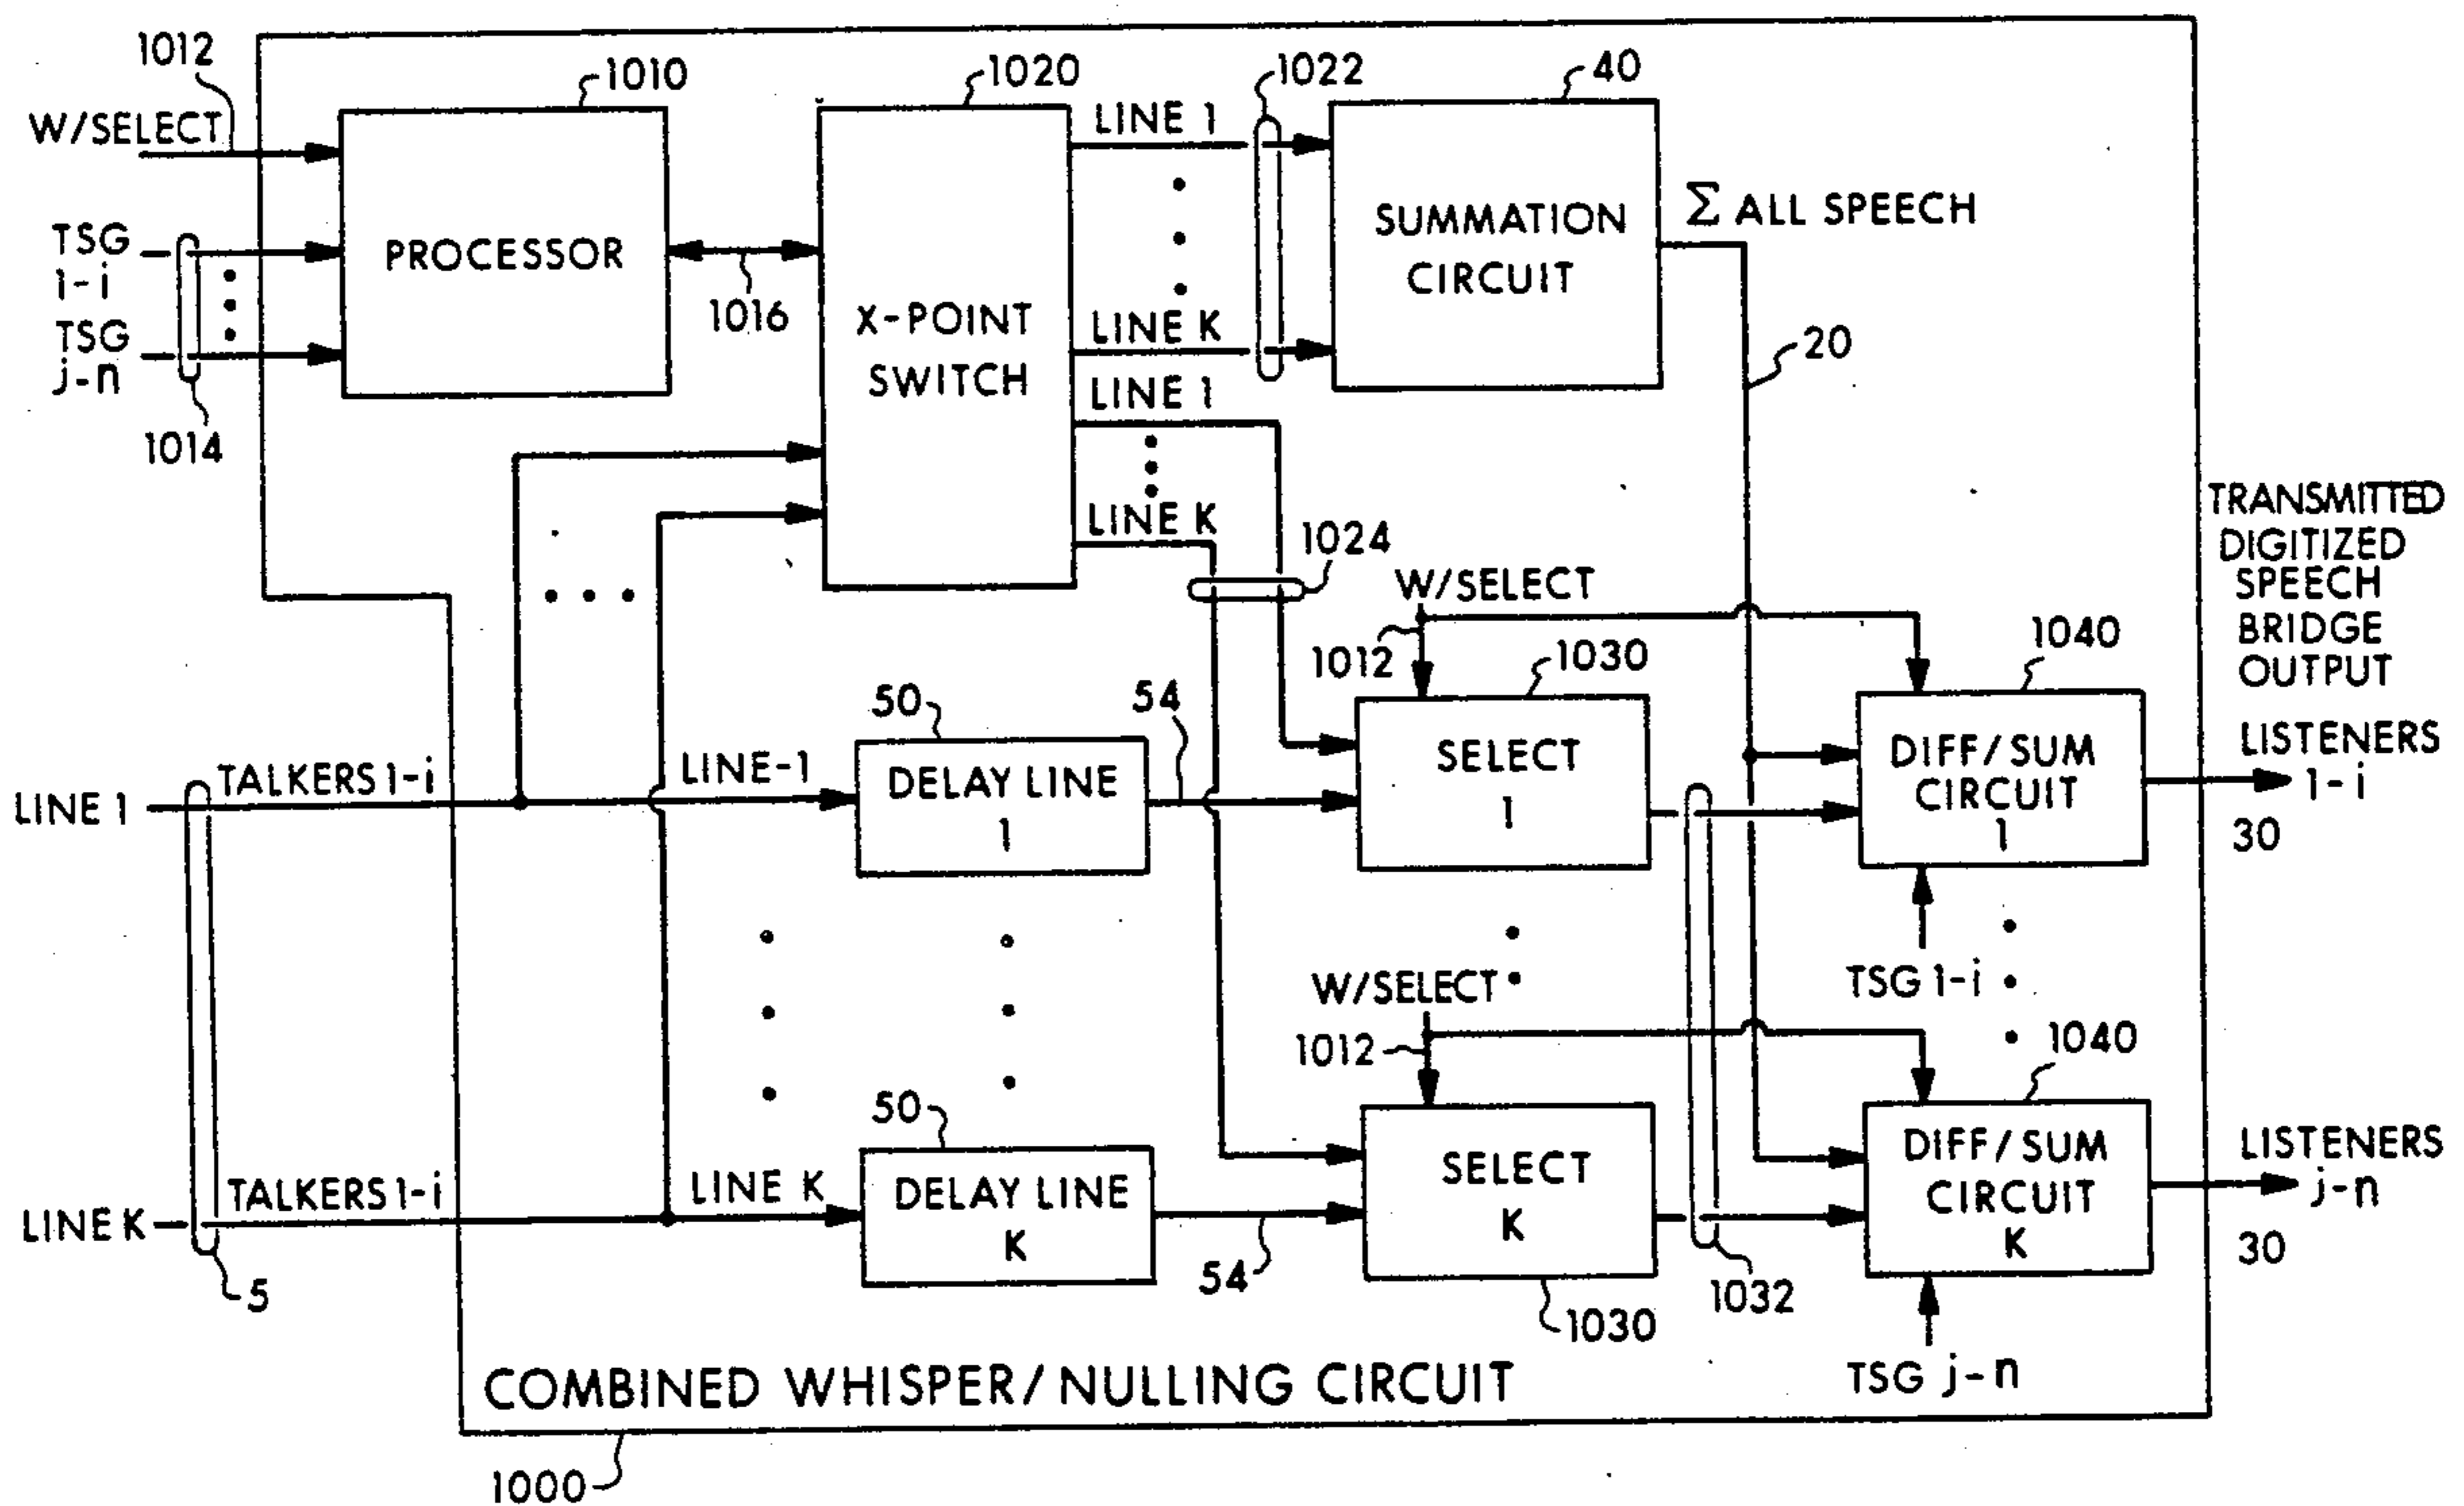 1012
1010
1020
1022
40
W/SELECT
LINE 1
TSG
1-i
TSG
j-n
1014
PROCESSOR
1016
X-POINT
SWITCH
LINE K
LINE 1
LINE K
SUMMATION
CIRCUIT
Σ ALL SPEECH
20
1024
W/SELECT
1012
1030
1040
TRANSMITTED
DIGITIZED
SPEECH
BRIDGE
OUTPUT
LINE 1
TALKERS 1-i
LINE-1
50
DELAY LINE
1
54
SELECT
1
DIFF/SUM
CIRCUIT
1
LISTENERS
1-i
30
TSG 1-i
W/SELECT
1012
1040
LINE K
TALKERS 1-i
5
LINE K
50
DELAY LINE
K
54
SELECT
K
1030
1032
DIFF/SUM
CIRCUIT
K
LISTENERS
j-n
30
TSG j-n
COMBINED WHISPER/NULLING CIRCUIT
1000